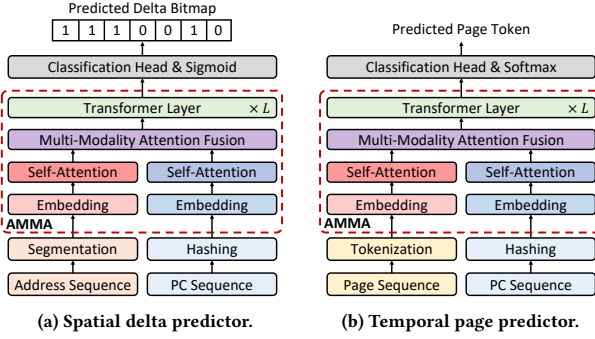 Predicted Delta Bitmap
1 1 1 0 0 1 0
Classification Head & Sigmoid
Transformer Layer × L
Multi-Modality Attention Fusion
Self-Attention Self-Attention
Embedding Embedding
AMMA
Segmentation Hashing
Address Sequence PC Sequence
(a) Spatial delta predictor.
Predicted Page Token
Classification Head & Softmax
Transformer Layer × L
Multi-Modality Attention Fusion
Self-Attention Self-Attention
Embedding Embedding
AMMA
Tokenization Hashing
Page Sequence PC Sequence
(b) Temporal page predictor.